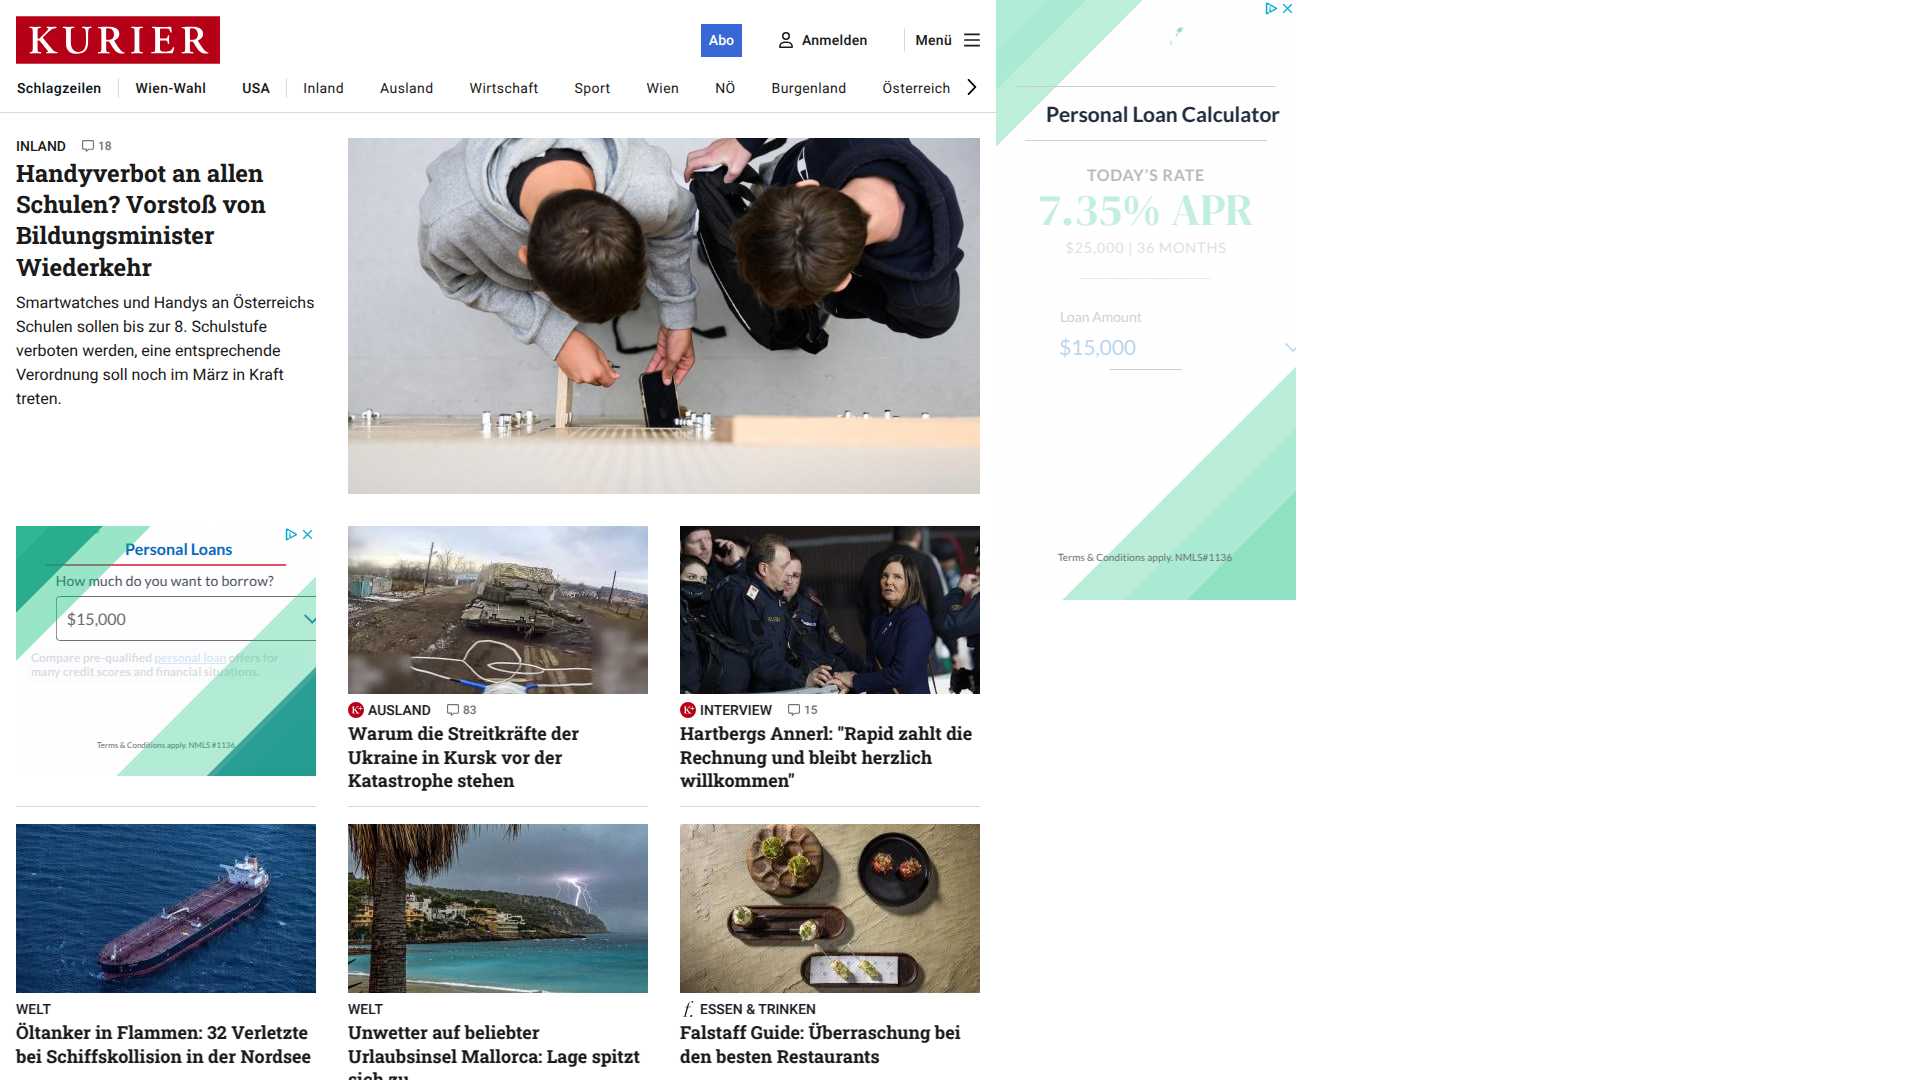 KURIER
Abo
Anmelden
Menü
Schlagzeilen
Wien-Wahl
USA
Inland
Ausland
Wirtschaft
Sport
Wien
NÖ
Burgenland
Österreich
INLAND
18
Handyverbot an allen
Schulen? Vorstoß von
Bildungsminister
Wiederkehr
Smartwatches und Handys an Österreichs
Schulen sollen bis zur 8. Schulstufe
verboten werden, eine entsprechende
Verordnung soll noch im März in Kraft
treten.
Personal Loan Calculator
TODAY'S RATE
7.35% APR
$25,000 | 36 MONTHS
Loan Amount
$15,000
Terms & Conditions apply. NMLS#1136
Personal Loans
How much do you want to borrow?
$15,000
Compare pre-qualified personal loan offers for
many credit scores and financial situations.
Terms & Conditions apply. NMLS #1136
K+ AUSLAND
83
Warum die Streitkräfte der
Ukraine in Kursk vor der
Katastrophe stehen
K+ INTERVIEW
15
Hartbergs Annerl: "Rapid zahlt die
Rechnung und bleibt herzlich
willkommen"
WELT
Öltanker in Flammen: 32 Verletzte
bei Schiffskollision in der Nordsee
WELT
Unwetter auf beliebter
Urlaubsinsel Mallorca: Lage spitzt
sich zu
f. ESSEN & TRINKEN
Falstaff Guide: Überraschung bei
den besten Restaurants